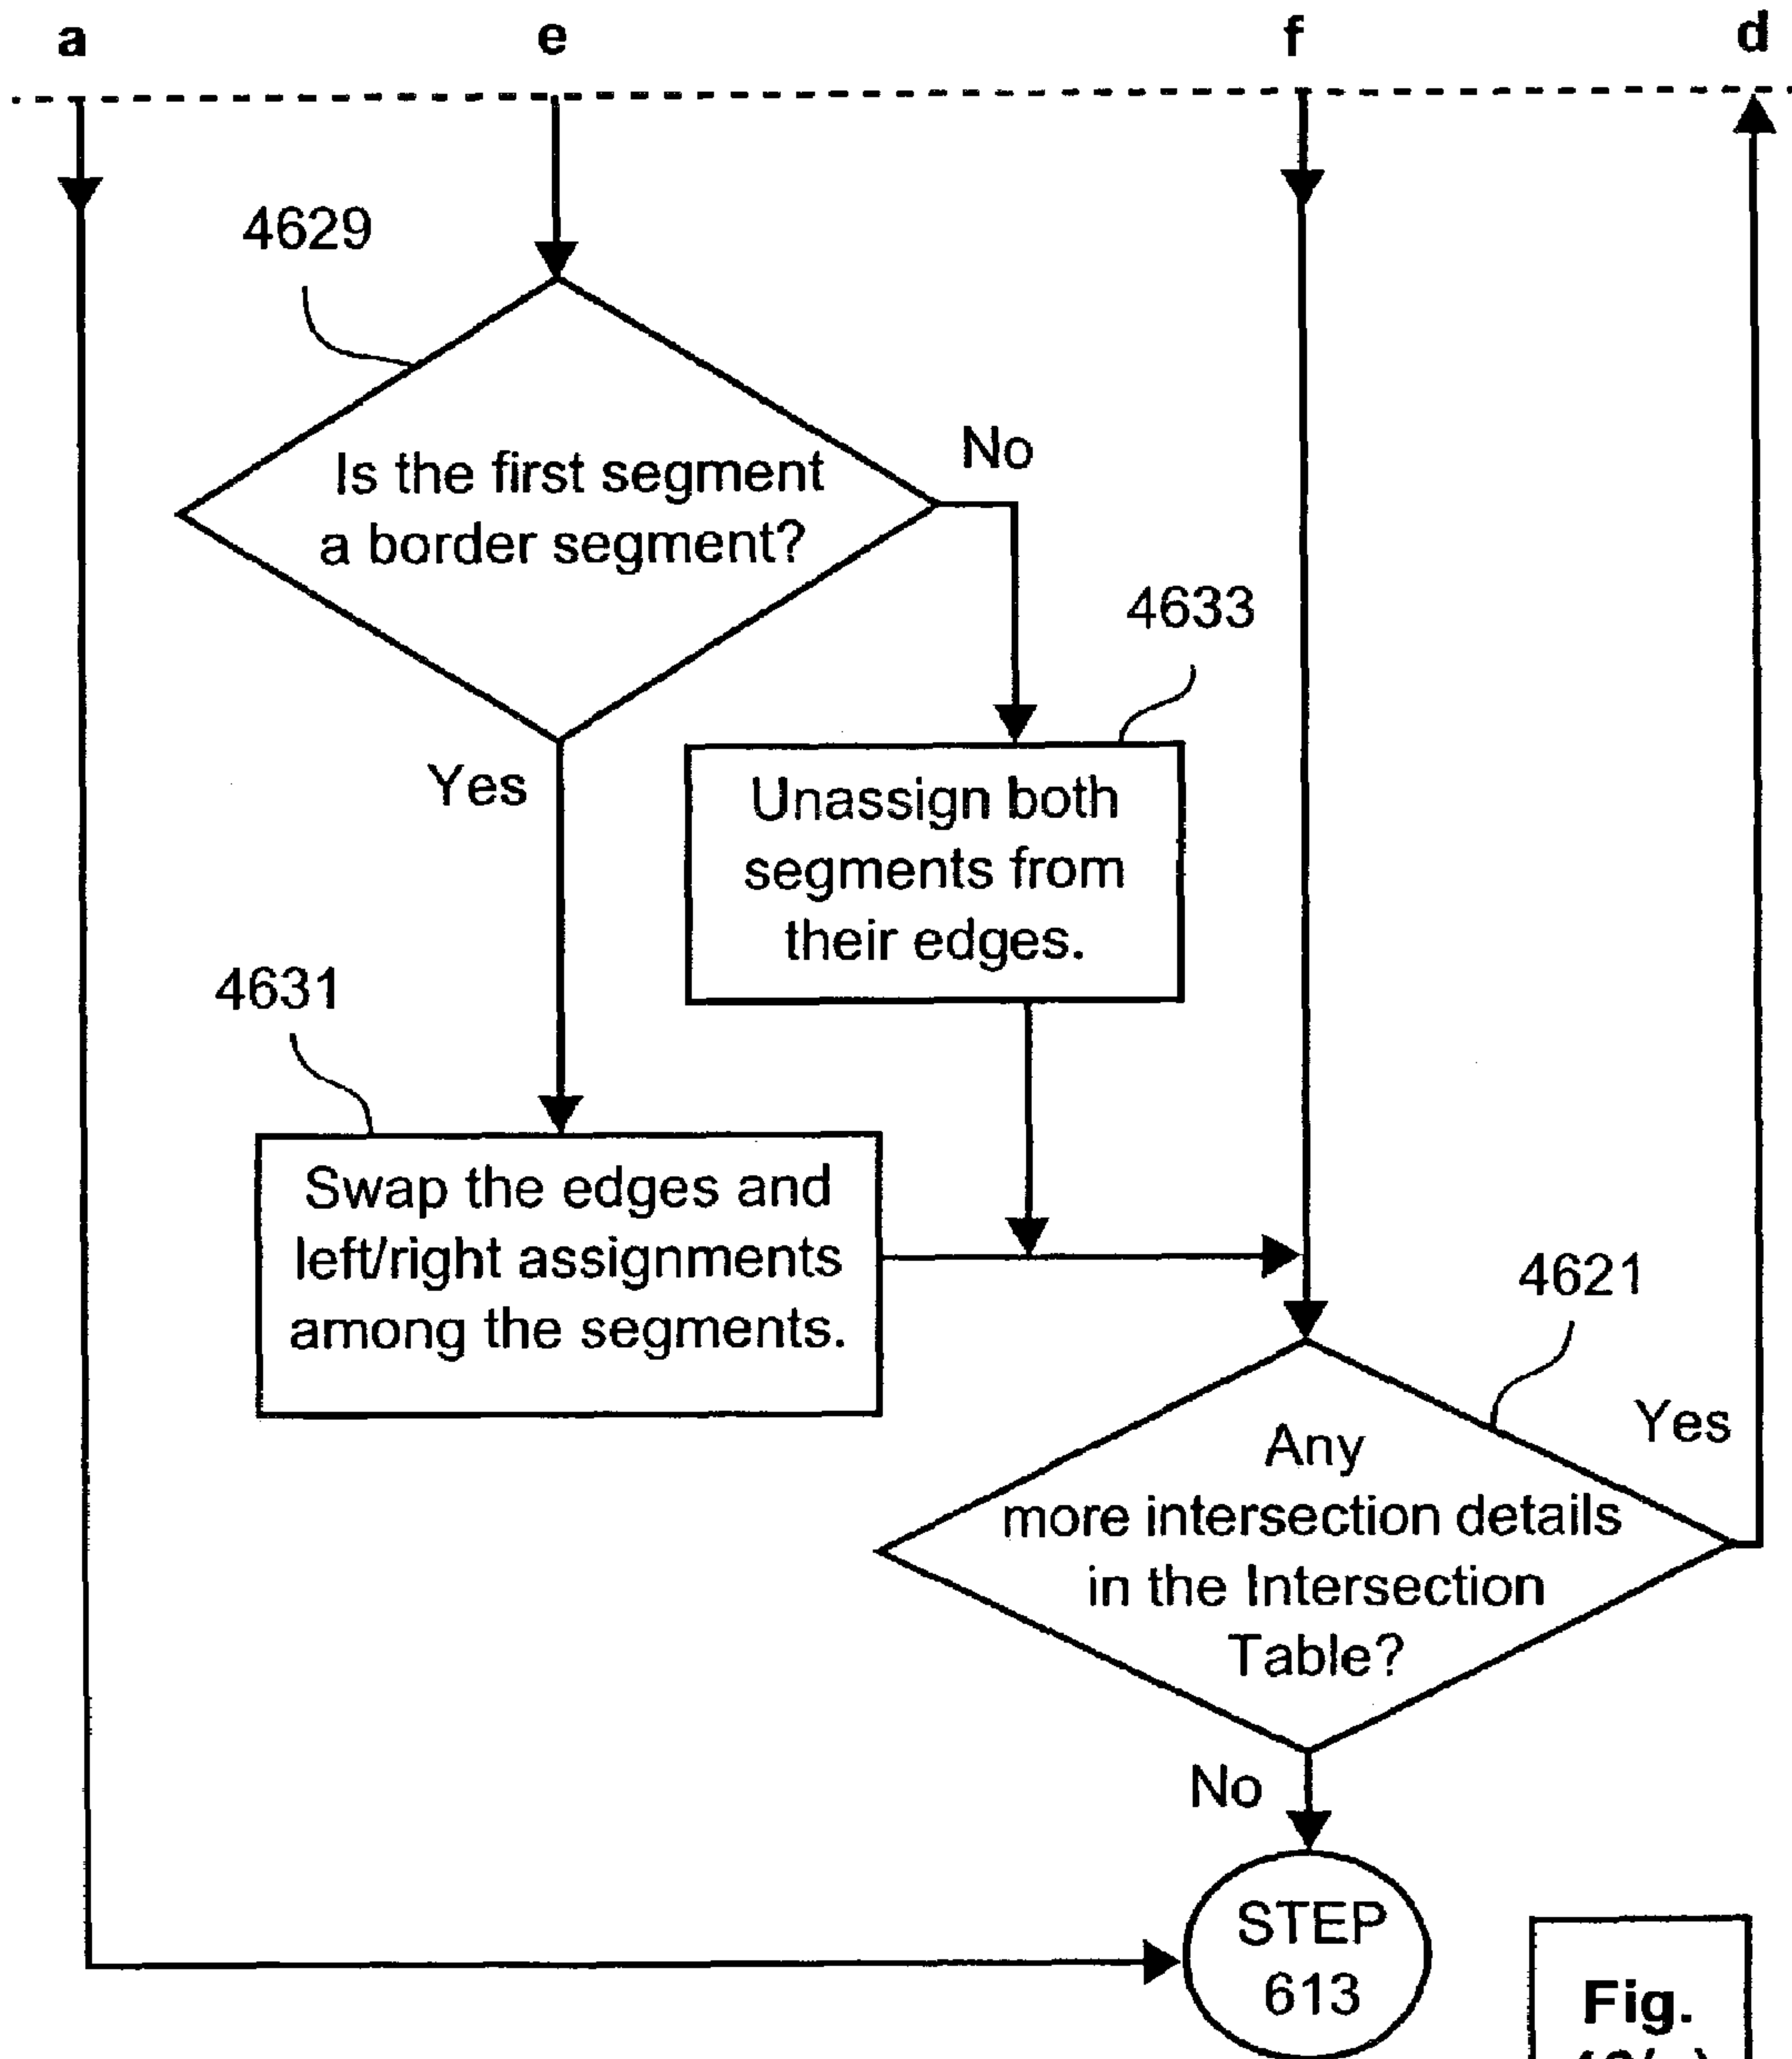 a e f d
4629
Is the first segment
a border segment?
No
4633
Yes
Unassign both
segments from
their edges.
4631
Swap the edges and
left/right assignments
among the segments.
4621
Yes
Any
more intersection details
in the Intersection
Table?
No
STEP
613
Fig.